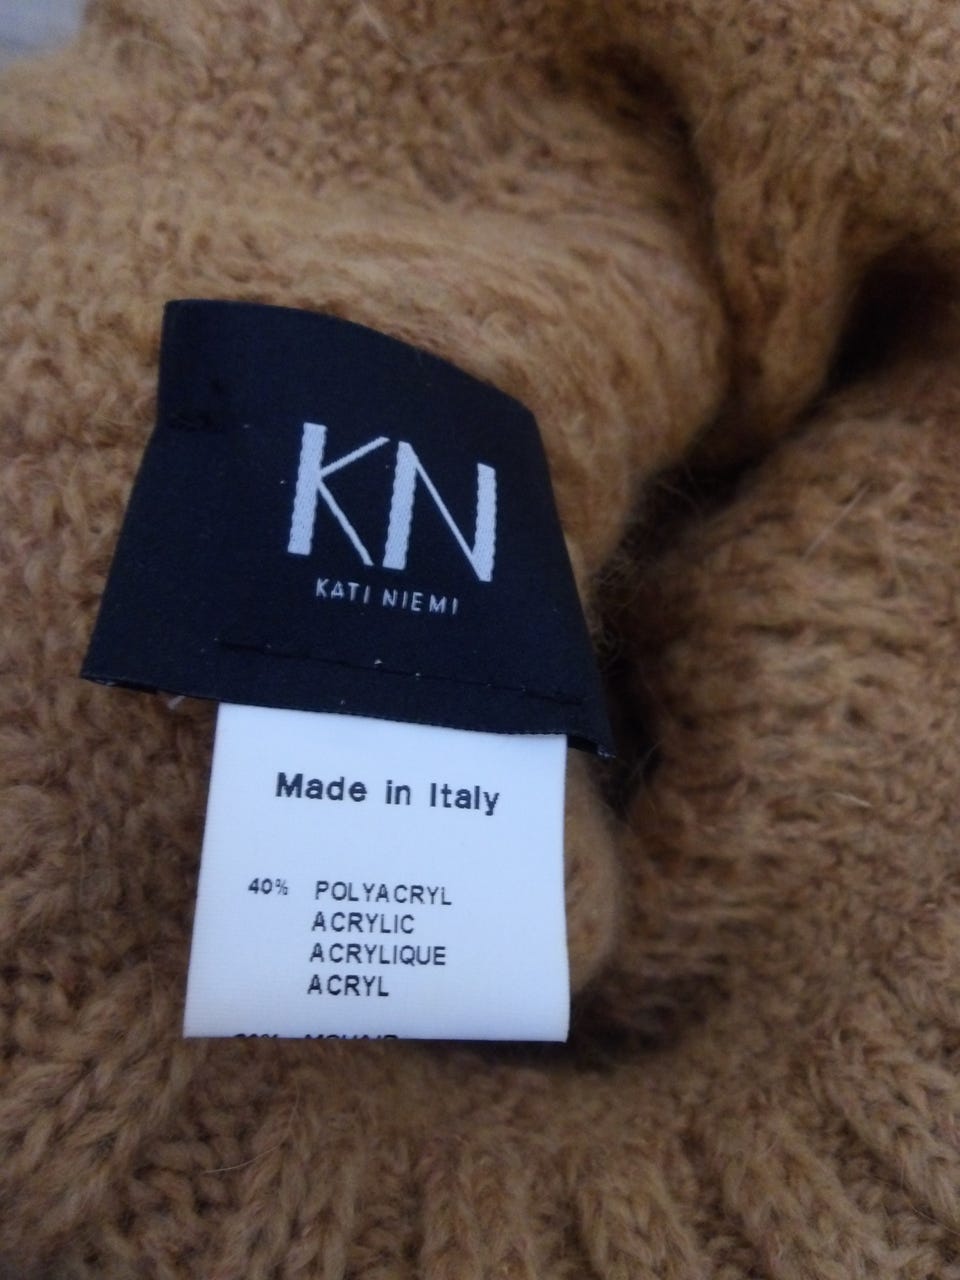 KN
KATI NIEMI
Made in Italy
40% POLYACRYL
ACRYLIC
ACRYLIQUE
ACRYL